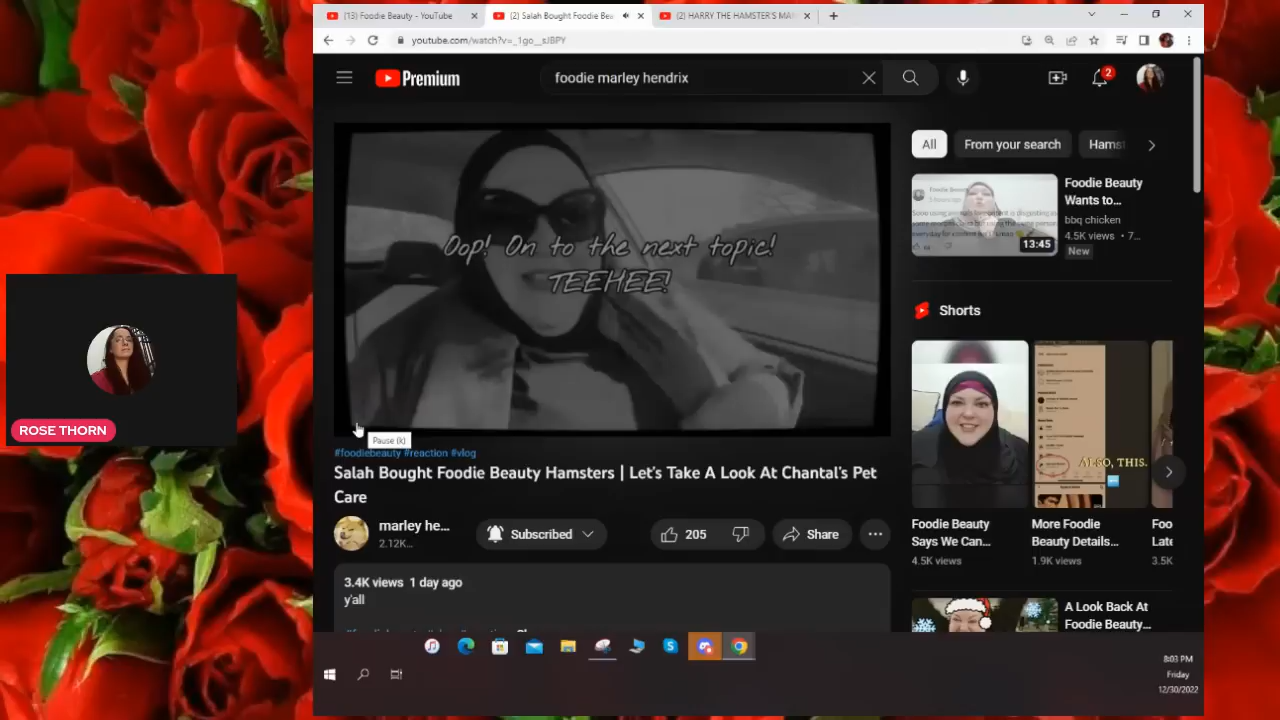 (13) Foodie Beauty - YouTube
(2) Salah Bought Foodie Bea
(2) HARRY THE HAMSTER'S MA
youtube.com/watch?v=_1go__sJBPY
Premium
foodie marley hendrix
2
All
From your search
Hams
Oop! On to the next topic!
TEEHEE!
Pause (k)
13:45
Foodie Beauty
Wants to...
bbq chicken
4.5K views • 7...
New
Shorts
ALSO, THIS.
Foodie Beauty
Says We Can...
4.5K views
More Foodie
Beauty Details...
1.9K views
Foo
Late
3.5K
A Look Back At
Foodie Beauty...
#foodiebeauty #reaction #vlog
Salah Bought Foodie Beauty Hamsters | Let's Take A Look At Chantal's Pet
Care
marley he...
2.12K...
Subscribed
205
Share
3.4K views 1 day ago
y'all
ROSE THORN
8:03 PM
Friday
12/30/2022